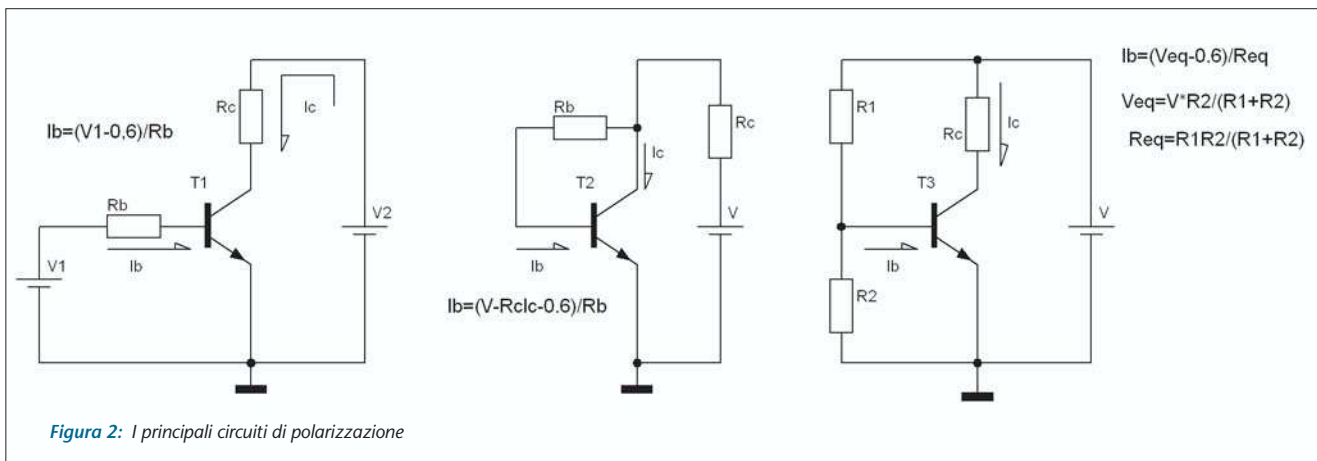 Ib=(V1-0,6)/Rb
Rc
Ic
T1
Rb
Ib
V1
V2
Rb
Ic
Rc
T2
Ib
V
Ib=(V-RcIc-0.6)/Rb
R1
Rc
Ic
T3
Ib
R2
V
Ib=(Veq-0.6)/Req
Veq=V*R2/(R1+R2)
Req=R1R2/(R1+R2)
Figura 2: I principali circuiti di polarizzazione